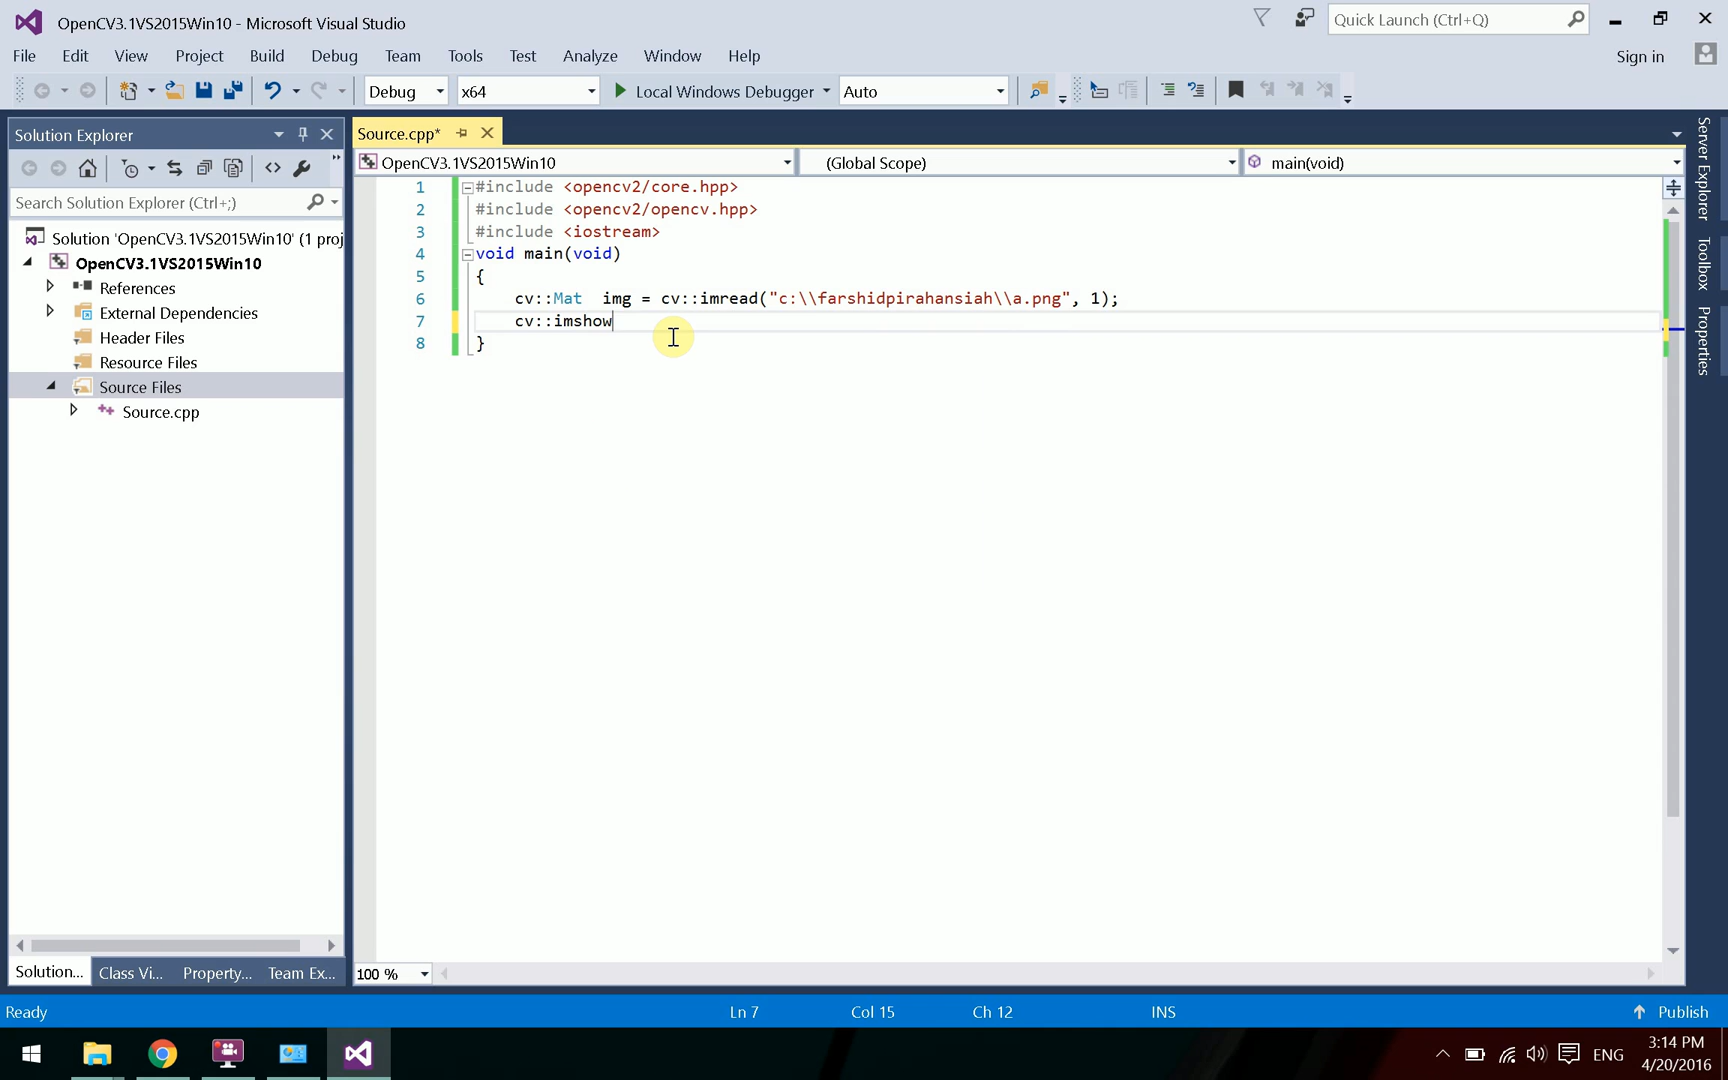 OpenCV3.1VS2015Win10 - Microsoft Visual Studio
Quick Launch (Ctrl+Q)
File Edit View Project Build Debug Team Tools Test Analyze Window Help
Sign in
Debug x64 Local Windows Debugger Auto
Solution Explorer
Source.cpp*
OpenCV3.1VS2015Win10 (Global Scope) main(void)
Search Solution Explorer (Ctrl+;)
Solution 'OpenCV3.1VS2015Win10' (1 proj
OpenCV3.1VS2015Win10
References
External Dependencies
Header Files
Resource Files
Source Files
Source.cpp
1 #include <opencv2/core.hpp>
2 #include <opencv2/opencv.hpp>
3 #include <iostream>
4 void main(void)
5 {
6 cv::Mat  img = cv::imread("c:\\farshidpirahansiah\\a.png", 1);
7 cv::imshow
8 }
Server Explorer
Toolbox
Properties
Solution... Class Vi... Property... Team Ex...
100 %
Ready Ln 7 Col 15 Ch 12 INS Publish
ENG
3:14 PM
4/20/2016